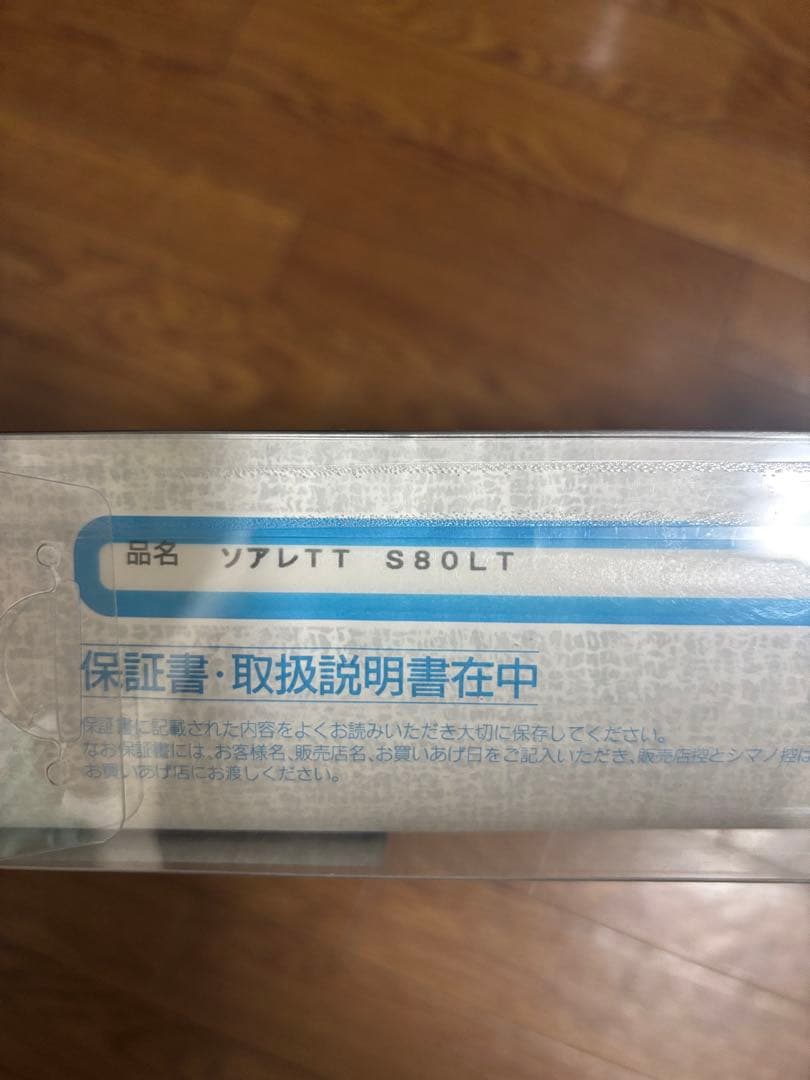 品名 ソアレTT S80LT
保証書・取扱説明書在中
保証書に記載された内容をよくお読みいただき大切に保存してください。
なお保証書には、お客様名、販売店名、お買いあげ日をご記入いただき、販売店控とシマノ控は
お買いあげ店にお渡しください。